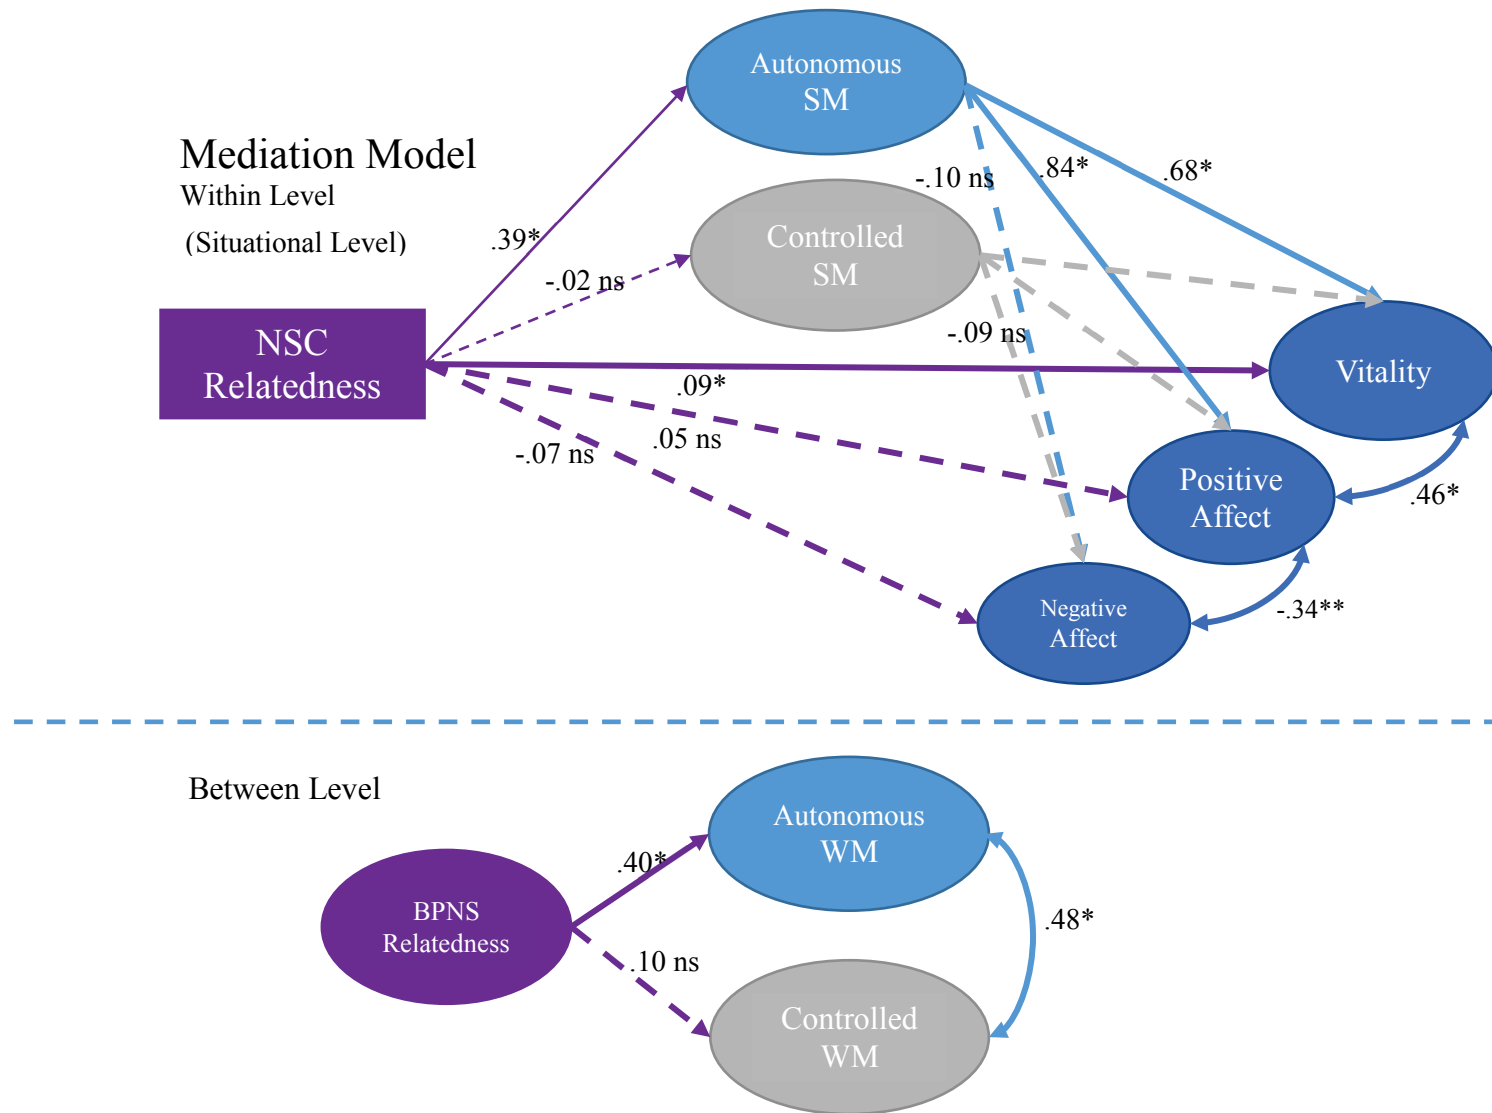 Autonomous
SM
Mediation Model
Within Level
(Situational Level)
-.10 ns
.84*
.68*
.39*
Controlled
SM
-.02 ns
-.09 ns
NSC
Relatedness
Vitality
.09*
.05 ns
-.07 ns
Positive
Affect
.46*
Negative
Affect
-.34**
Between Level
Autonomous
WM
.40*
BPNS
Relatedness
.48*
.10 ns
Controlled
WM